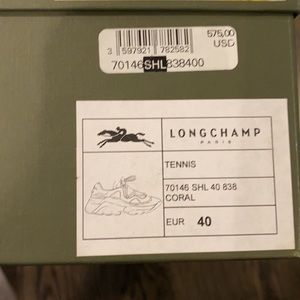 575,00
USD
3 597921 782582
70146SHL838400
LONGCHAMP
PARIS
TENNIS
70146 SHL 40 838
CORAL
EUR 40